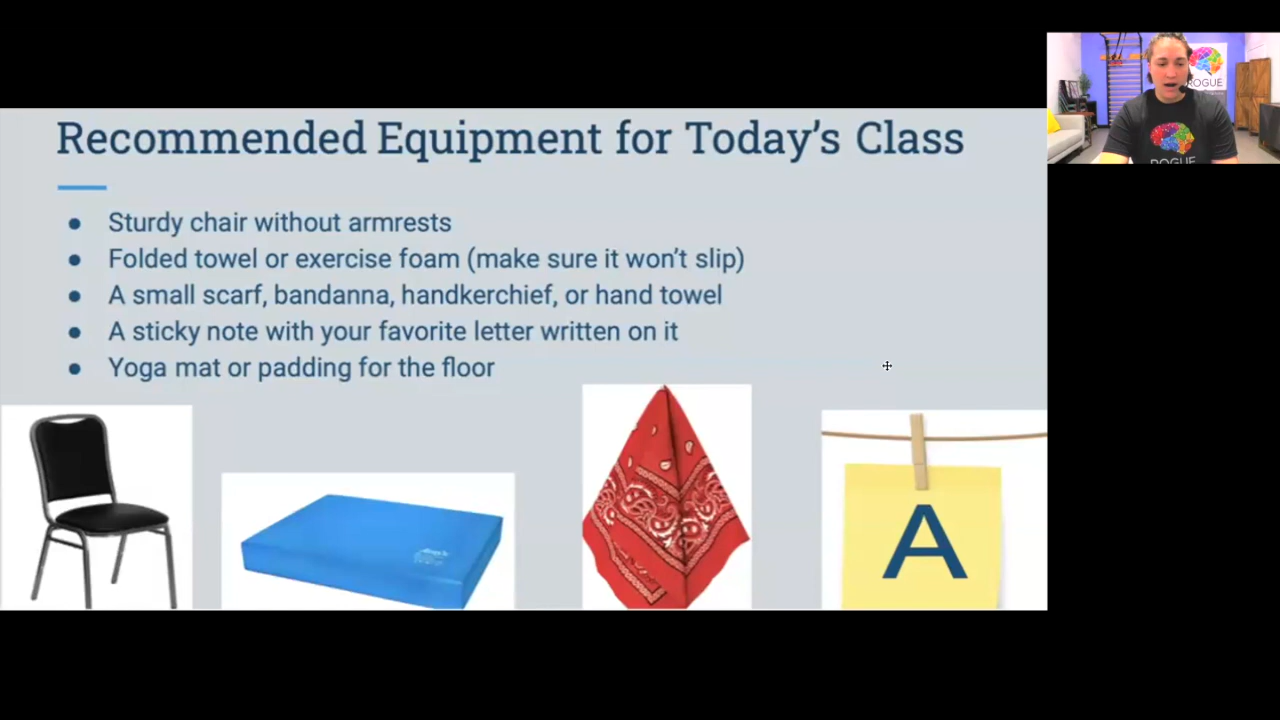 Recommended Equipment for Today's Class
● Sturdy chair without armrests
● Folded towel or exercise foam (make sure it won't slip)
● A small scarf, bandanna, handkerchief, or hand towel
● A sticky note with your favorite letter written on it
● Yoga mat or padding for the floor
A
ROGUE
ROGUE